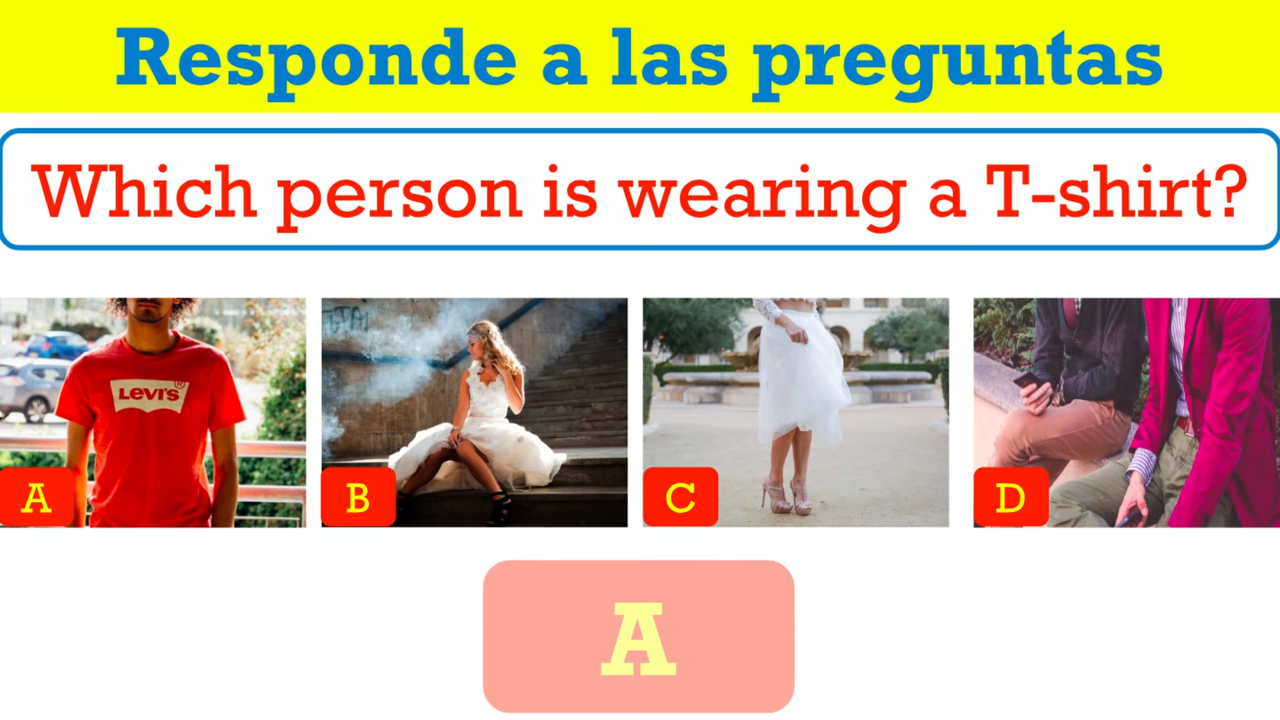 Responde a las preguntas
Which person is wearing a T-shirt?
LEVI'S ®
A
B
C
D
A